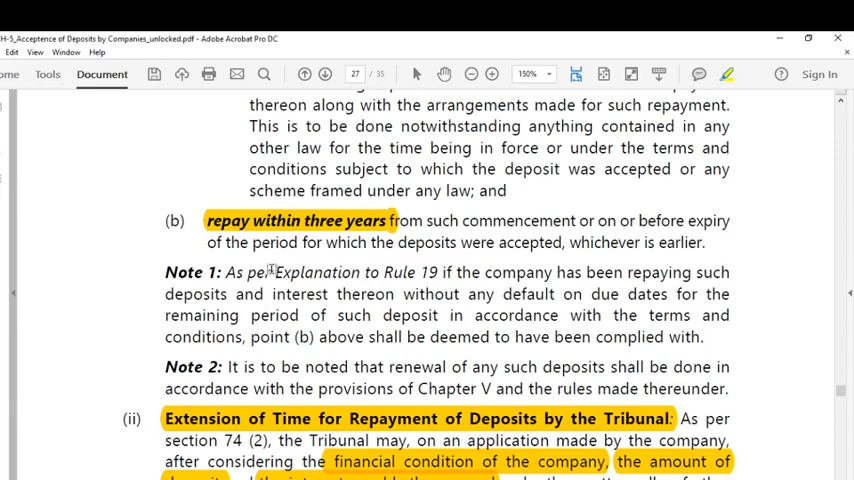 H-5_Acceptence of Deposits by Companies_unlocked.pdf - Adobe Acrobat Pro DC
Edit View Window Help
ome Tools Document 27 / 35 150% Sign In
thereon along with the arrangements made for such repayment.
This is to be done notwithstanding anything contained in any
other law for the time being in force or under the terms and
conditions subject to which the deposit was accepted or any
scheme framed under any law; and
(b) repay within three years from such commencement or on or before expiry
of the period for which the deposits were accepted, whichever is earlier.
Note 1: As per Explanation to Rule 19 if the company has been repaying such
deposits and interest thereon without any default on due dates for the
remaining period of such deposit in accordance with the terms and
conditions, point (b) above shall be deemed to have been complied with.
Note 2: It is to be noted that renewal of any such deposits shall be done in
accordance with the provisions of Chapter V and the rules made thereunder.
(ii) Extension of Time for Repayment of Deposits by the Tribunal: As per
section 74 (2), the Tribunal may, on an application made by the company,
after considering the financial condition of the company, the amount of